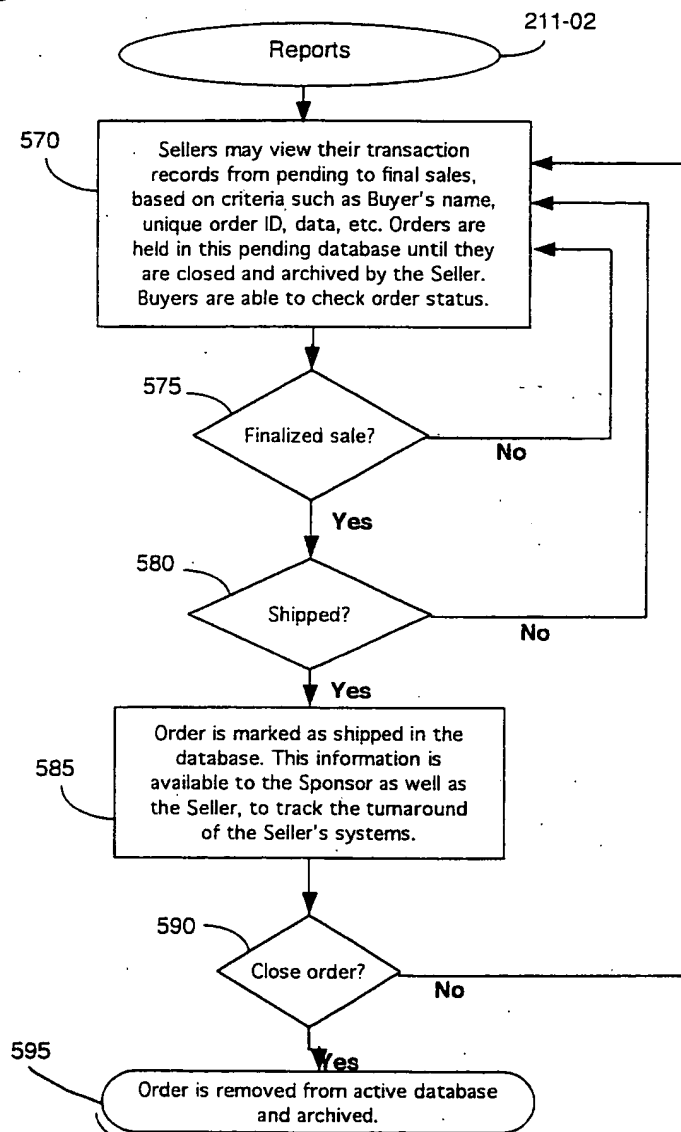 211-02
Reports
570
Sellers may view their transaction
records from pending to final sales,
based on criteria such as Buyer's name,
unique order ID, data, etc. Orders are
held in this pending database until they
are closed and archived by the Seller.
Buyers are able to check order status.
575
Finalized sale?
No
Yes
580
Shipped?
No
Yes
585
Order is marked as shipped in the
database. This information is
available to the Sponsor as well as
the Seller, to track the turnaround
of the Seller's systems.
590
Close order?
No
Yes
595
Order is removed from active database
and archived.